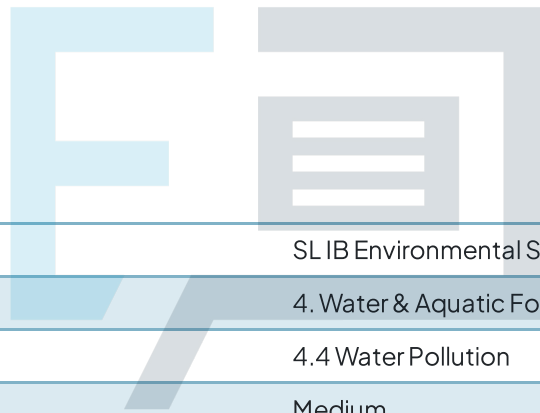 SL IB Environmental S
4. Water & Aquatic Fo
4.4 Water Pollution
Medium